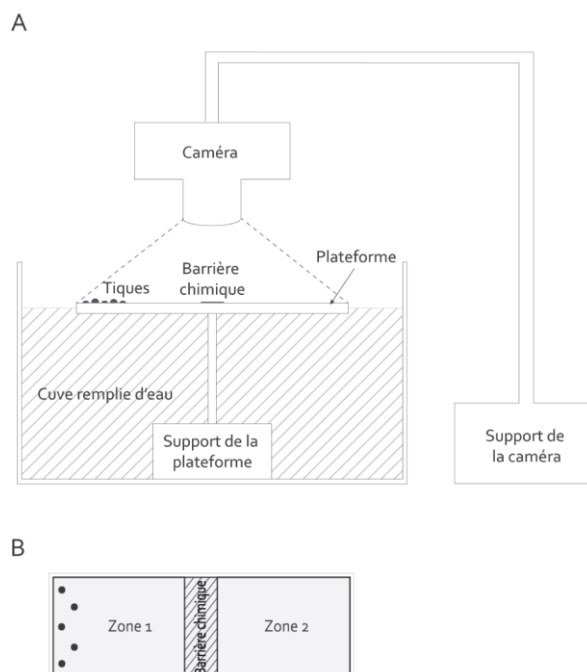 A
Caméra
Plateforme
Barrière
chimique
Tiques
Cuve remplie d'eau
Support de la
plateforme
Support de
la caméra
B
Zone 1
Barrière chimique
Zone 2